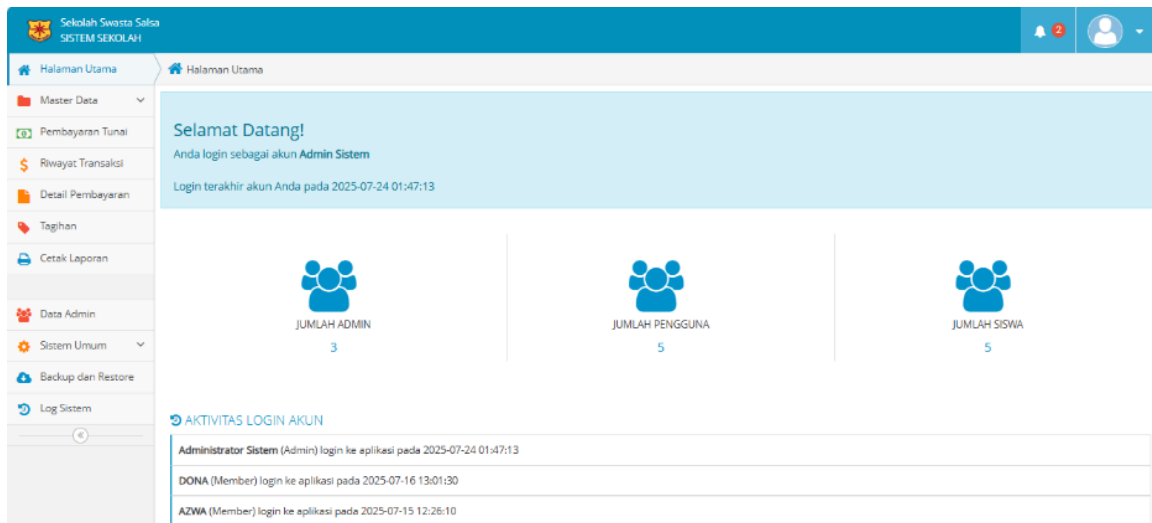 Sekolah Swasta Salsa
SISTEM SEKOLAH
2
Halaman Utama
Halaman Utama
Master Data
Pembayaran Tunai
Riwayat Transaksi
Detail Pembayaran
Tagihan
Cetak Laporan
Data Admin
Sistem Umum
Backup dan Restore
Log Sistem
Selamat Datang!
Anda login sebagai akun Admin Sistem
Login terakhir akun Anda pada 2025-07-24 01:47:13
JUMLAH ADMIN
3
JUMLAH PENGGUNA
5
JUMLAH SISWA
5
AKTIVITAS LOGIN AKUN
Administrator Sistem (Admin) login ke aplikasi pada 2025-07-24 01:47:13
DONA (Member) login ke aplikasi pada 2025-07-16 13:01:30
AZWA (Member) login ke aplikasi pada 2025-07-15 12:26:10